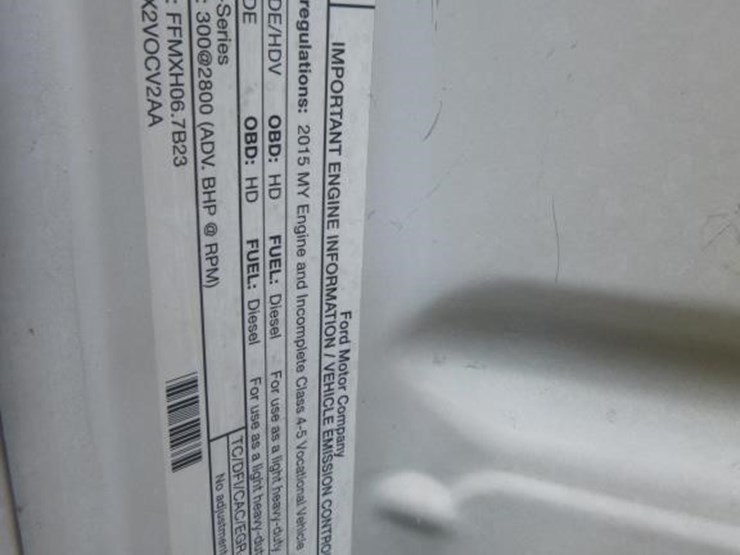 Ford Motor Company
IMPORTANT ENGINE INFORMATION / VEHICLE EMISSION CONTRO
regulations: 2015 MY Engine and Incomplete Class 4-5 Vocational Vehicle
DE/HDV OBD: HD FUEL: Diesel For use as a light heavy-duty
DE OBD: HD FUEL: Diesel For use as a light heavy-dut
-Series TC/DFI/CAC/EGR
: 300@2800 (ADV. BHP @ RPM) No adjustment
: FFMXH06.7B23
X2VOCV2AA